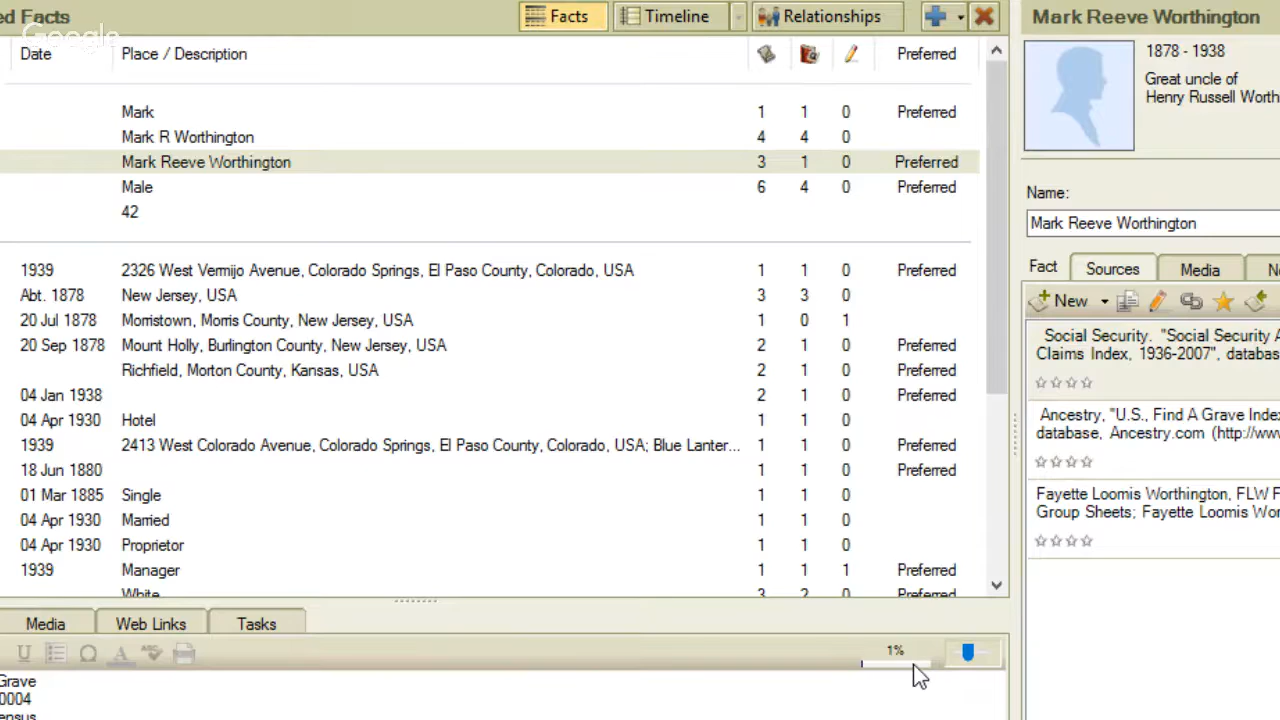 ed Facts
Facts
Timeline
Relationships
Google
Date Place / Description Preferred
Mark 1 1 0 Preferred
Mark R Worthington 4 4 0
Mark Reeve Worthington 3 1 0 Preferred
Male 6 4 0 Preferred
42
1939 2326 West Vermijo Avenue, Colorado Springs, El Paso County, Colorado, USA 1 1 0 Preferred
Abt. 1878 New Jersey, USA 3 3 0
20 Jul 1878 Morristown, Morris County, New Jersey, USA 1 0 1
20 Sep 1878 Mount Holly, Burlington County, New Jersey, USA 2 1 0 Preferred
Richfield, Morton County, Kansas, USA 2 1 0 Preferred
04 Jan 1938 2 1 0 Preferred
04 Apr 1930 Hotel 1 1 0 Preferred
1939 2413 West Colorado Avenue, Colorado Springs, El Paso County, Colorado, USA; Blue Lanter... 1 1 0 Preferred
18 Jun 1880 1 1 0 Preferred
01 Mar 1885 Single 1 1 0
04 Apr 1930 Married 1 1 0
04 Apr 1930 Proprietor 1 1 0
1939 Manager 1 1 1 Preferred
White 3 2 0 Preferred
Media
Web Links
Tasks
U Ω A ABC
1%
Grave
0004
ensus
Mark Reeve Worthington
1878 - 1938
Great uncle of
Henry Russell Worth
Name:
Mark Reeve Worthington
Fact
Sources
Media
No
New
Social Security. "Social Security A
Claims Index, 1936-2007", databas
Ancestry, "U.S., Find A Grave Index
database, Ancestry.com (http://www
Fayette Loomis Worthington, FLW F
Group Sheets; Fayette Loomis Wor